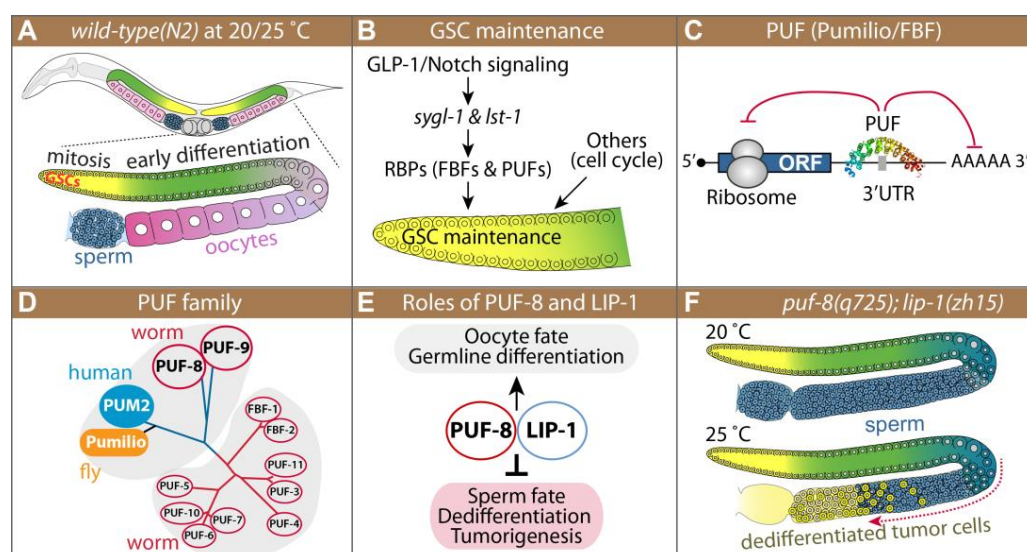 A
wild-type(N2) at 20/25 ˚C
mitosis
early differentiation
GSCs
sperm
oocytes
B
GSC maintenance
GLP-1/Notch signaling
sygl-1 & lst-1
Others
(cell cycle)
RBPs (FBFs & PUFs)
GSC maintenance
C
PUF (Pumilio/FBF)
PUF
5’
ORF
AAAAA 3’
Ribosome
3’UTR
D
PUF family
worm
PUF-9
PUF-8
human
PUM2
Pumilio
fly
FBF-1
FBF-2
PUF-11
PUF-3
PUF-4
PUF-5
PUF-10
PUF-7
PUF-6
worm
E
Roles of PUF-8 and LIP-1
Oocyte fate
Germline differentiation
PUF-8
LIP-1
Sperm fate
Dedifferentiation
Tumorigenesis
F
puf-8(q725); lip-1(zh15)
20 ˚C
sperm
25 ˚C
dedifferentiated tumor cells